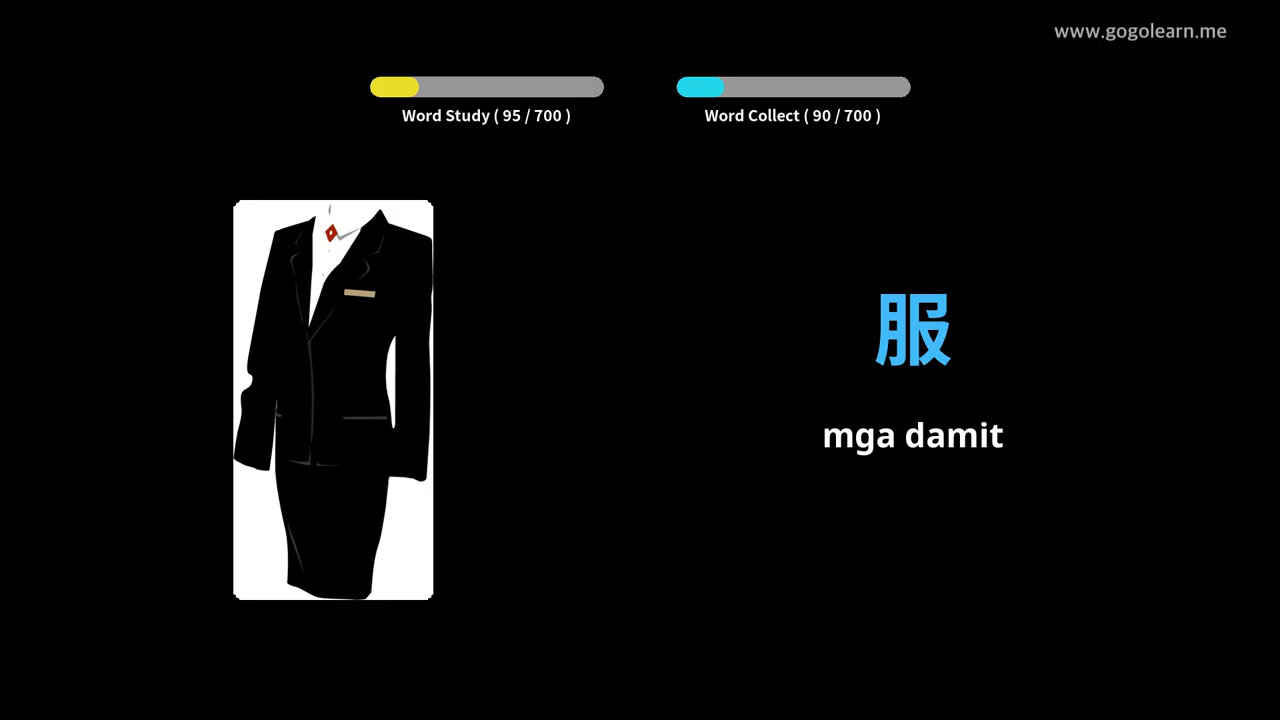 www.gogolearn.me
Word Study ( 95 / 700 )
Word Collect ( 90 / 700 )
服
mga damit